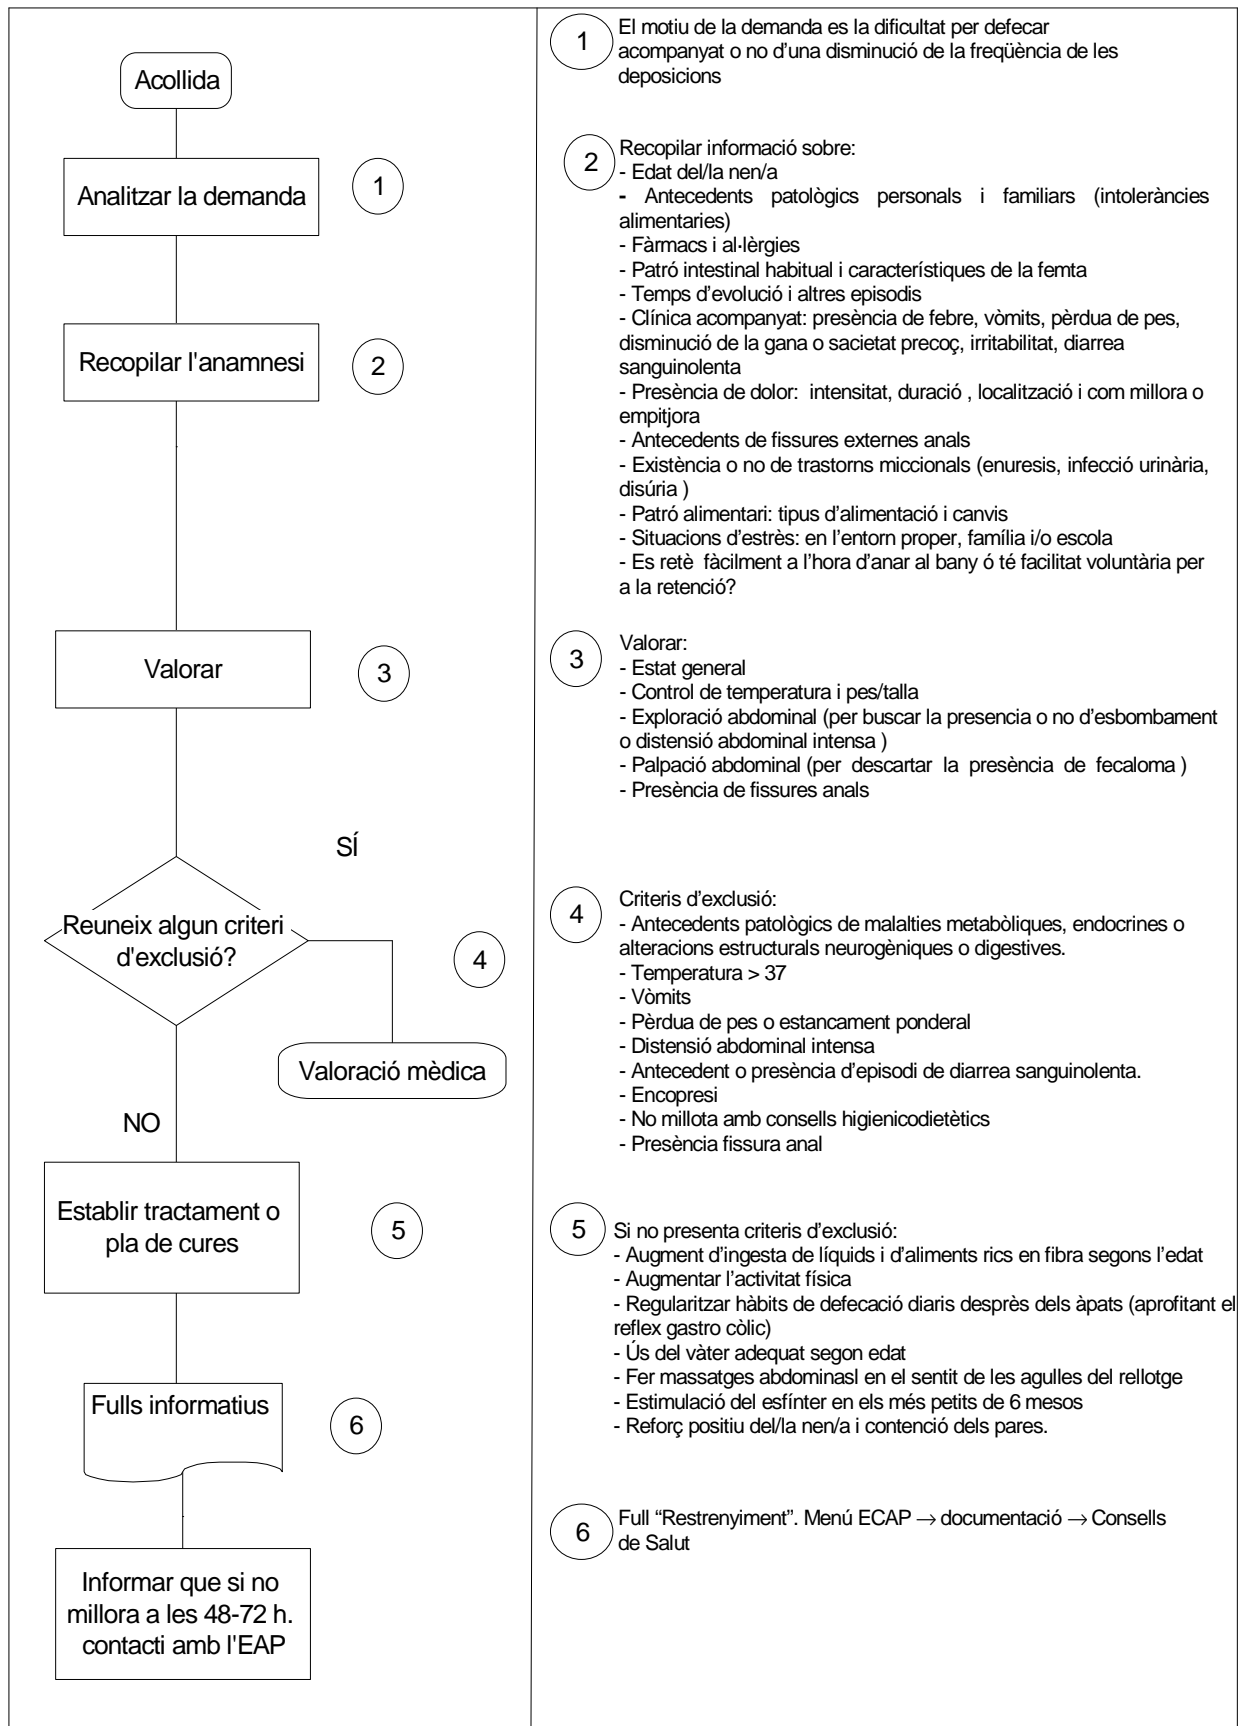 Acollida
Analitzar la demanda
1
Recopilar l'anamnesi
2
Valorar
3
SÍ
Reuneix algun criteri
d'exclusió?
4
Valoració mèdica
NO
Establir tractament o
pla de cures
5
Fulls informatius
6
Informar que si no
millora a les 48-72 h.
contacti amb l'EAP
1
El motiu de la demanda es la dificultat per defecar
acompanyat o no d’una disminució de la freqüència de les
deposicions
2
Recopilar informació sobre:
- Edat del/la nen/a
- Antecedents patològics personals i familiars (intoleràncies
alimentaries)
- Fàrmacs i al·lèrgies
- Patró intestinal habitual i característiques de la femta
- Temps d’evolució i altres episodis
- Clínica acompanyat: presència de febre, vòmits, pèrdua de pes,
disminució de la gana o sacietat precoç, irritabilitat, diarrea
sanguinolenta
- Presència de dolor: intensitat, duració , localització i com millora o
empitjora
- Antecedents de fissures externes anals
- Existència o no de trastorns miccionals (enuresis, infecció urinària,
disúria )
- Patró alimentari: tipus d’alimentació i canvis
- Situacions d’estrès: en l’entorn proper, família i/o escola
- Es retè fàcilment a l’hora d’anar al bany ó té facilitat voluntària per
a la retenció?
3
Valorar:
- Estat general
- Control de temperatura i pes/talla
- Exploració abdominal (per buscar la presencia o no d’esbombament
o distensió abdominal intensa )
- Palpació abdominal (per descartar la presència de fecaloma )
- Presència de fissures anals
4
Criteris d’exclusió:
- Antecedents patològics de malalties metabòliques, endocrines o
alteracions estructurals neurogèniques o digestives.
- Temperatura > 37
- Vòmits
- Pèrdua de pes o estancament ponderal
- Distensió abdominal intensa
- Antecedent o presència d’episodi de diarrea sanguinolenta.
- Encopresi
- No millota amb consells higienicodietètics
- Presència fissura anal
5
Si no presenta criteris d’exclusió:
- Augment d’ingesta de líquids i d’aliments rics en fibra segons l’edat
- Augmentar l’activitat física
- Regularitzar hàbits de defecació diaris desprès dels àpats (aprofitant el
reflex gastro còlic)
- Ús del vàter adequat segon edat
- Fer massatges abdominasl en el sentit de les agulles del rellotge
- Estimulació del esfínter en els més petits de 6 mesos
- Reforç positiu del/la nen/a i contenció dels pares.
6
Full “Restrenyiment”. Menú ECAP → documentació → Consells
de Salut